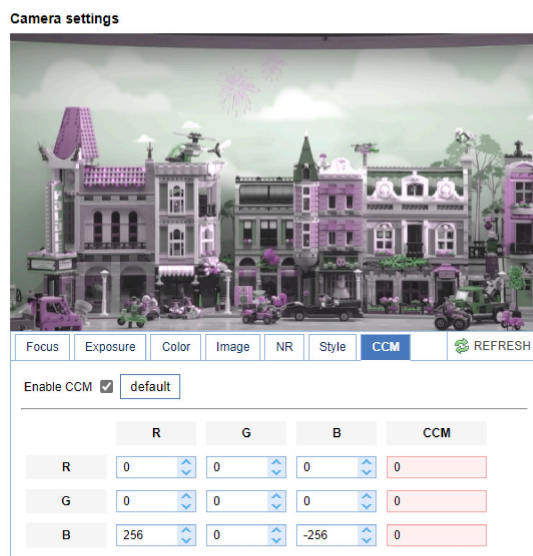 Camera settings
Focus Exposure Color Image NR Style CCM REFRESH
Enable CCM default
R G B CCM
R 0 0 0 0
G 0 0 0 0
B 256 0 -256 0